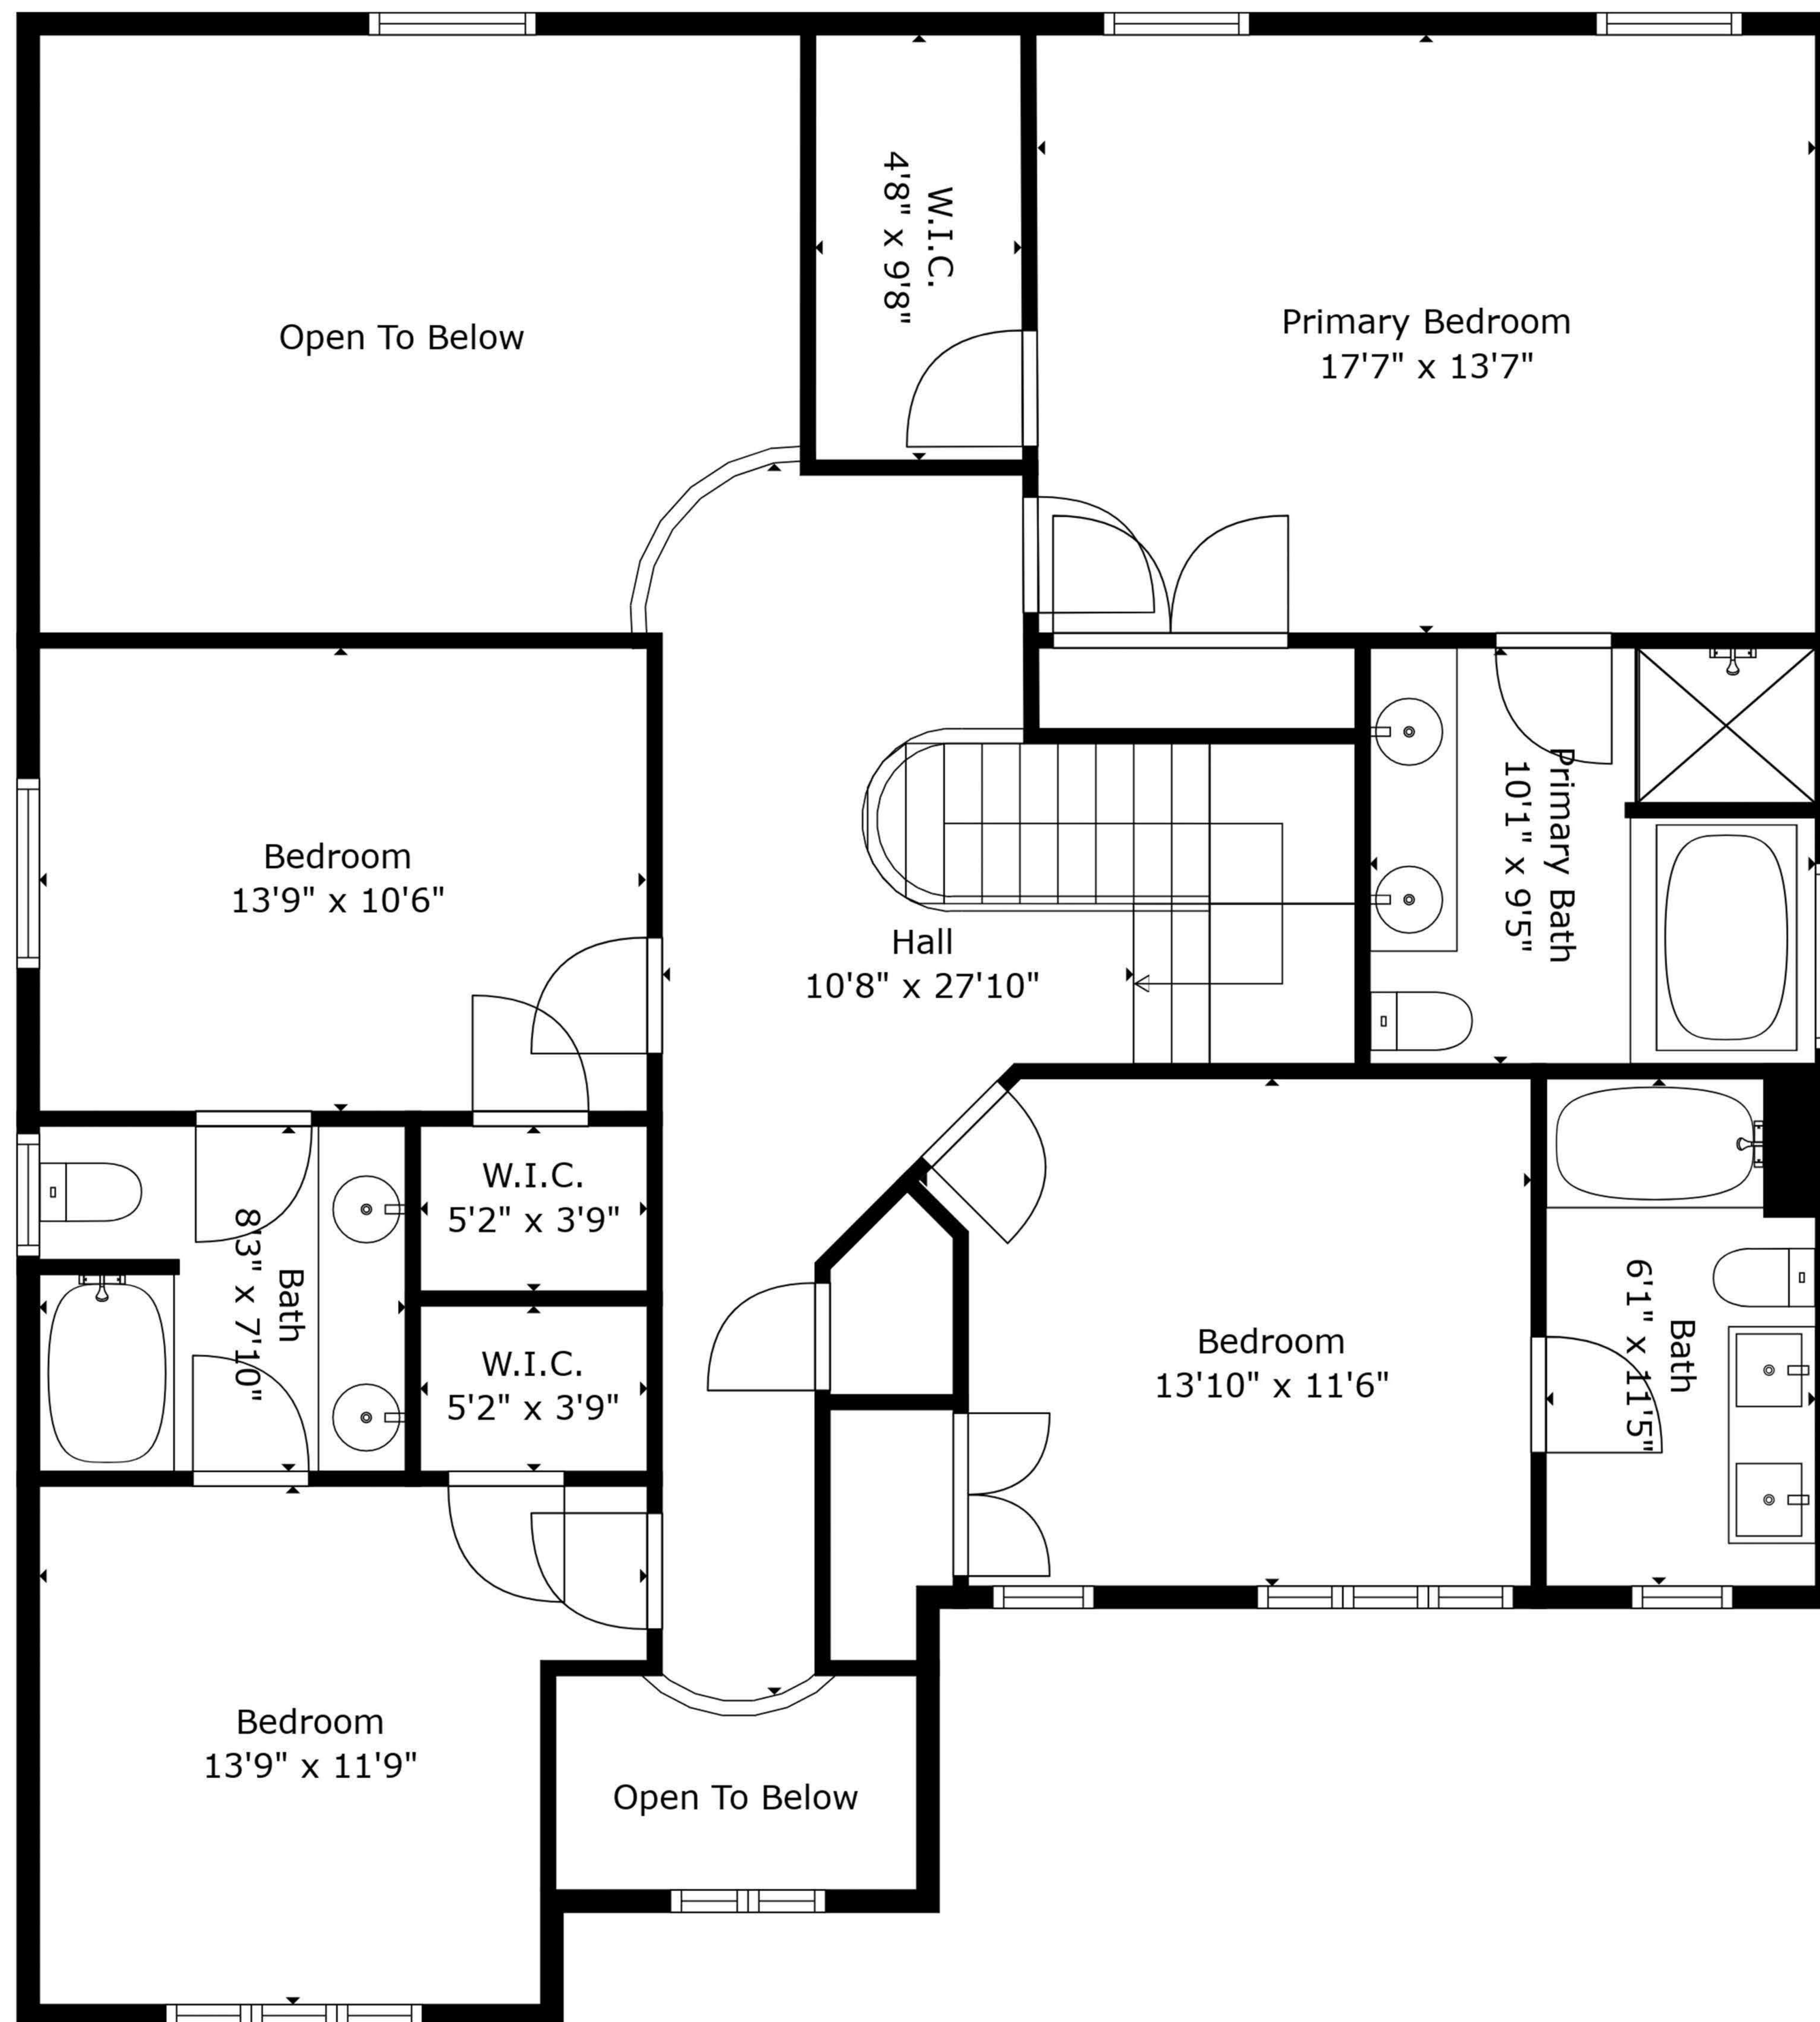 W.I.C.
4'8" x 9'8"
Open To Below
Primary Bedroom
17'7" x 13'7"
Bedroom
13'9" x 10'6"
Hall
10'8" x 27'10"
Primary Bath
10'1" x 9'5"
W.I.C.
5'2" x 3'9"
Bath
8'3" x 7'10"
W.I.C.
5'2" x 3'9"
Bedroom
13'10" x 11'6"
Bath
6'1" x 11'5"
Bedroom
13'9" x 11'9"
Open To Below